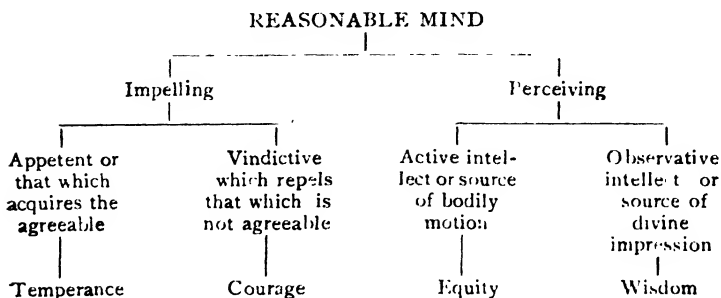 REASONABLE MIND
Impelling
Perceiving
Appetent or
that which
acquires the
agreeable
Vindictive
which repels
that which is
not agreeable
Active intel-
lect or source
of bodily
motion
Observative
intellect or
source of
divine
impression
Temperance
Courage
Equity
Wisdom